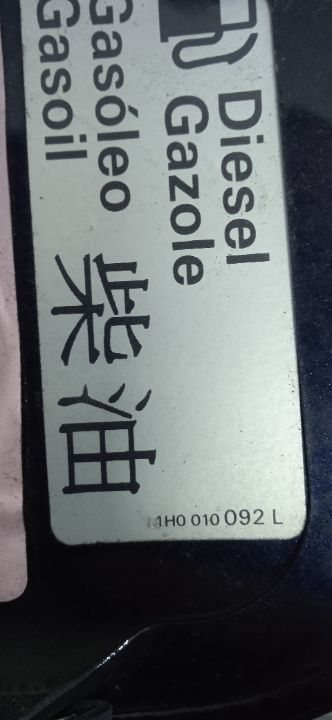 Diesel
Gazole
Gasóleo
Gasoil
柴油
1H0 010 092 L